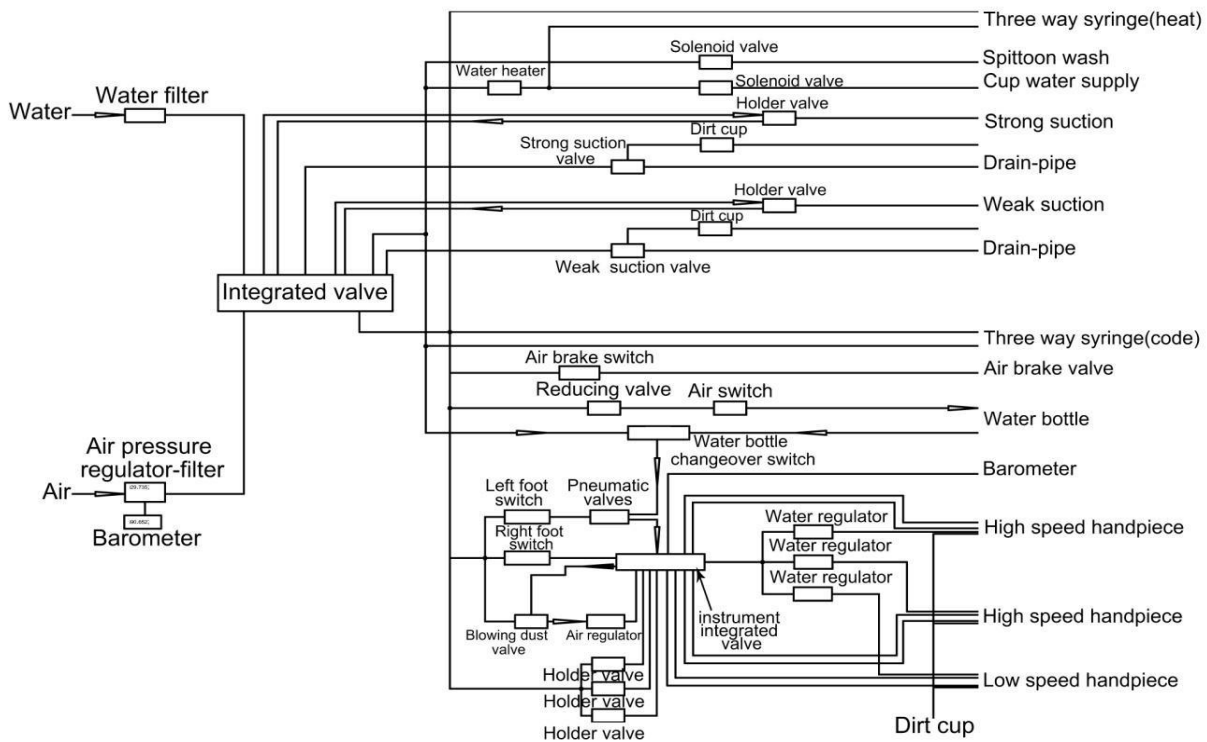 Three way syringe(heat)
Solenoid valve
Spittoon wash
Water heater
Solenoid valve
Cup water supply
Water
Water filter
Holder valve
Strong suction
Dirt cup
Strong suction
valve
Drain-pipe
Holder valve
Weak suction
Dirt cup
Drain-pipe
Weak suction valve
Integrated valve
Three way syringe(code)
Air brake switch
Air brake valve
Reducing valve
Air switch
Water bottle
Water bottle
changeover switch
Air pressure
regulator-filter
Air
Barometer
Barometer
Left foot
switch
Pneumatic
valves
Right foot
switch
Water regulator
High speed handpiece
Water regulator
Water regulator
instrument
integrated
valve
High speed handpiece
Blowing dust
valve
Air regulator
Holder valve
Holder valve
Holder valve
Low speed handpiece
Dirt cup